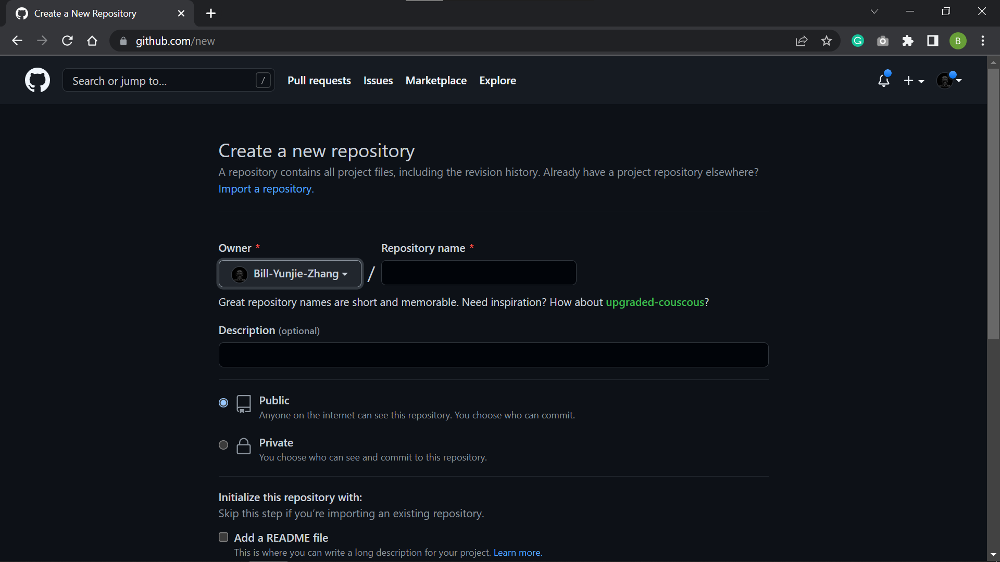 Create a New Repository
github.com/new
B
Search or jump to...
/
Pull requests
Issues
Marketplace
Explore
Create a new repository
A repository contains all project files, including the revision history. Already have a project repository elsewhere?
Import a repository.
Owner *
Repository name *
Bill-Yunjie-Zhang
/
Great repository names are short and memorable. Need inspiration? How about upgraded-couscous?
Description (optional)
Public
Anyone on the internet can see this repository. You choose who can commit.
Private
You choose who can see and commit to this repository.
Initialize this repository with:
Skip this step if you’re importing an existing repository.
Add a README file
This is where you can write a long description for your project. Learn more.